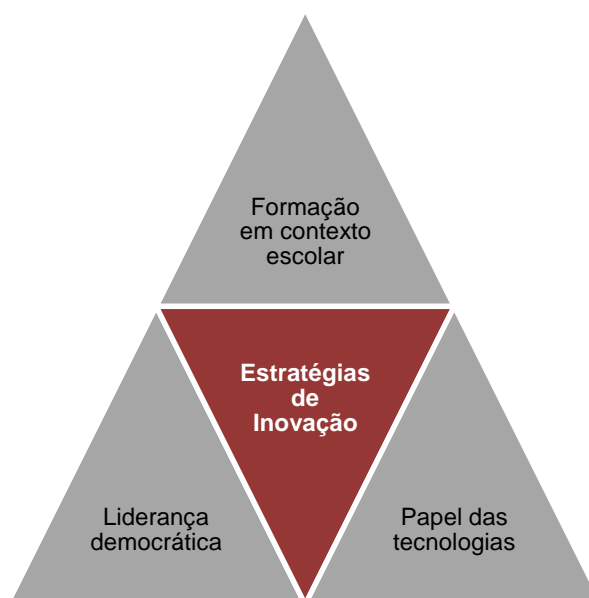 Formação
em contexto
escolar
Estratégias
de
Inovação
Liderança
democrática
Papel das
tecnologias